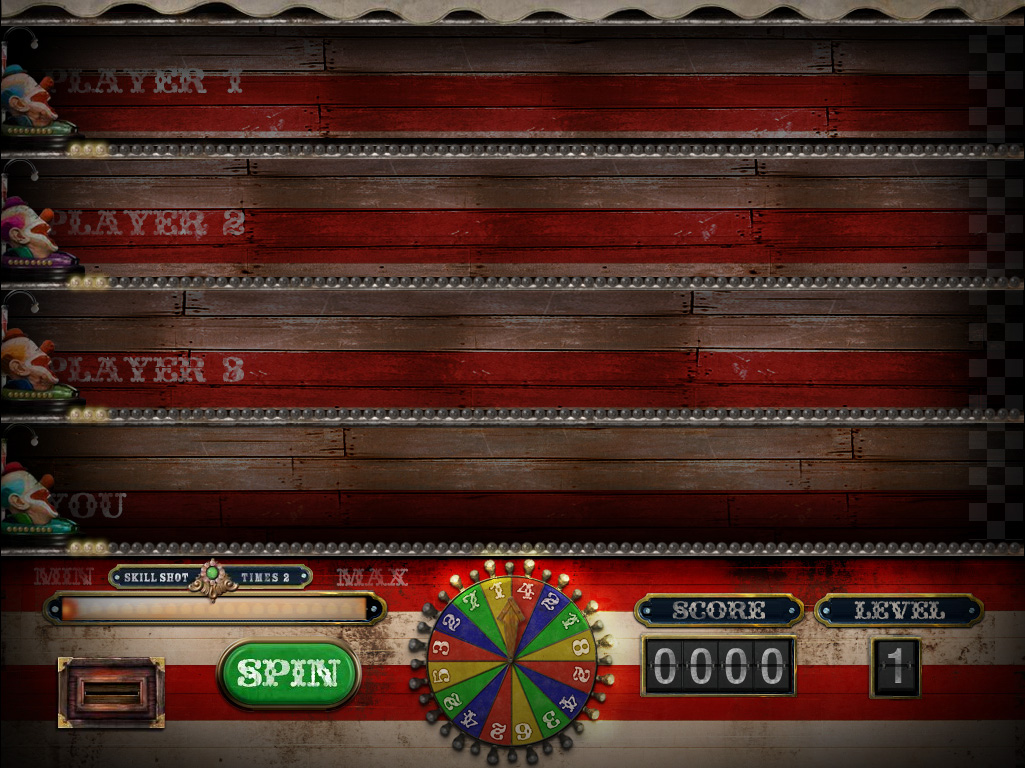 PLAYER 1
PLAYER 2
PLAYER 3
YOU
MIN
SKILL SHOT
TIMES 2
MAX
SPIN
SCORE
0000
LEVEL
1